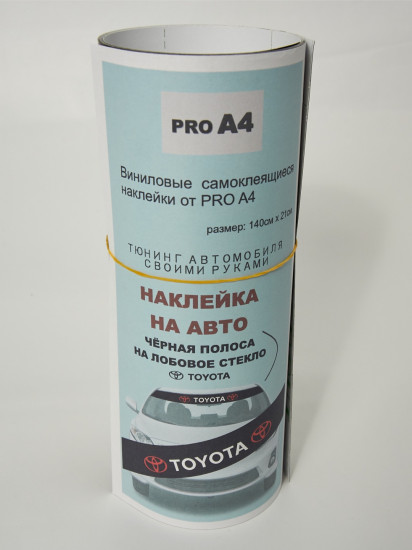 PRO A4
Виниловые самоклеящиеся
наклейки от PRO A4
размер: 140см х 21см
ТЮНИНГ АВТОМОБИЛЯ
СВОИМИ РУКАМИ
НАКЛЕЙКА
НА АВТО
ЧЁРНАЯ ПОЛОСА
НА ЛОБОВОЕ СТЕКЛО
TOYOTA
TOYOTA
TOYOTA